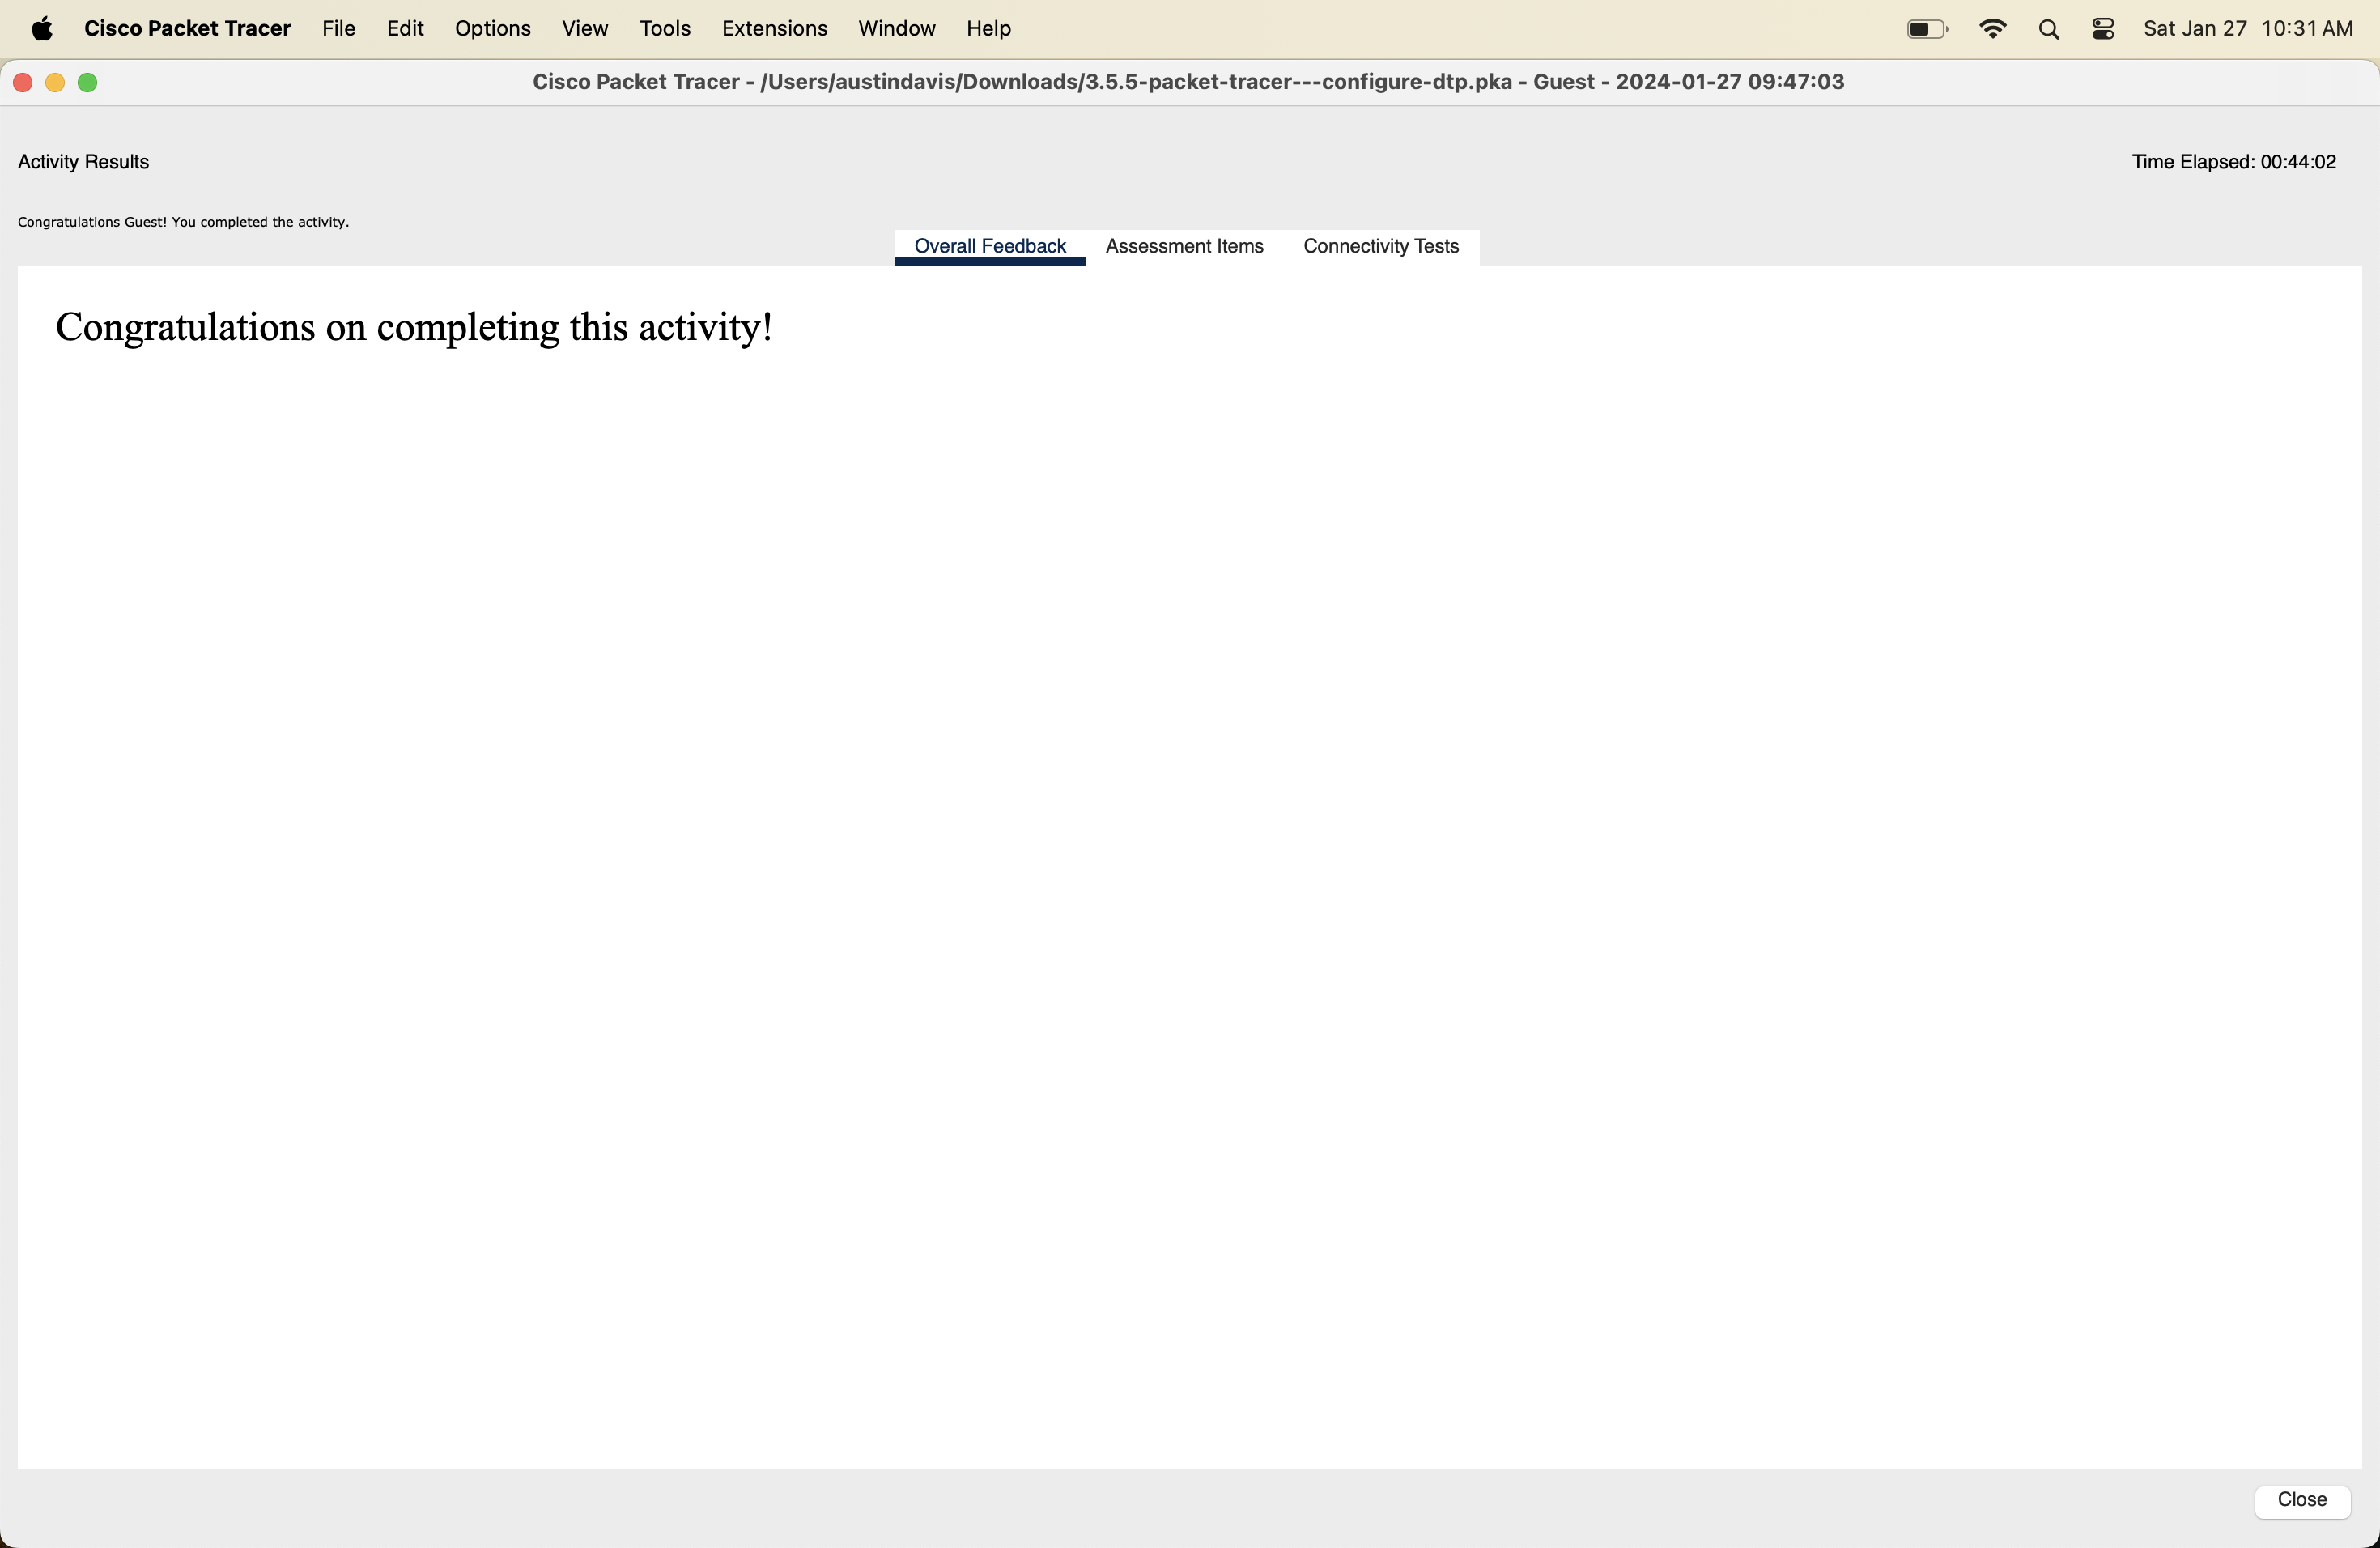 Cisco Packet Tracer File Edit Options View Tools Extensions Window Help Sat Jan 27 10:31 AM
Cisco Packet Tracer - /Users/austindavis/Downloads/3.5.5-packet-tracer---configure-dtp.pka - Guest - 2024-01-27 09:47:03
Activity Results Time Elapsed: 00:44:02
Congratulations Guest! You completed the activity.
Overall Feedback Assessment Items Connectivity Tests
Congratulations on completing this activity!
Close